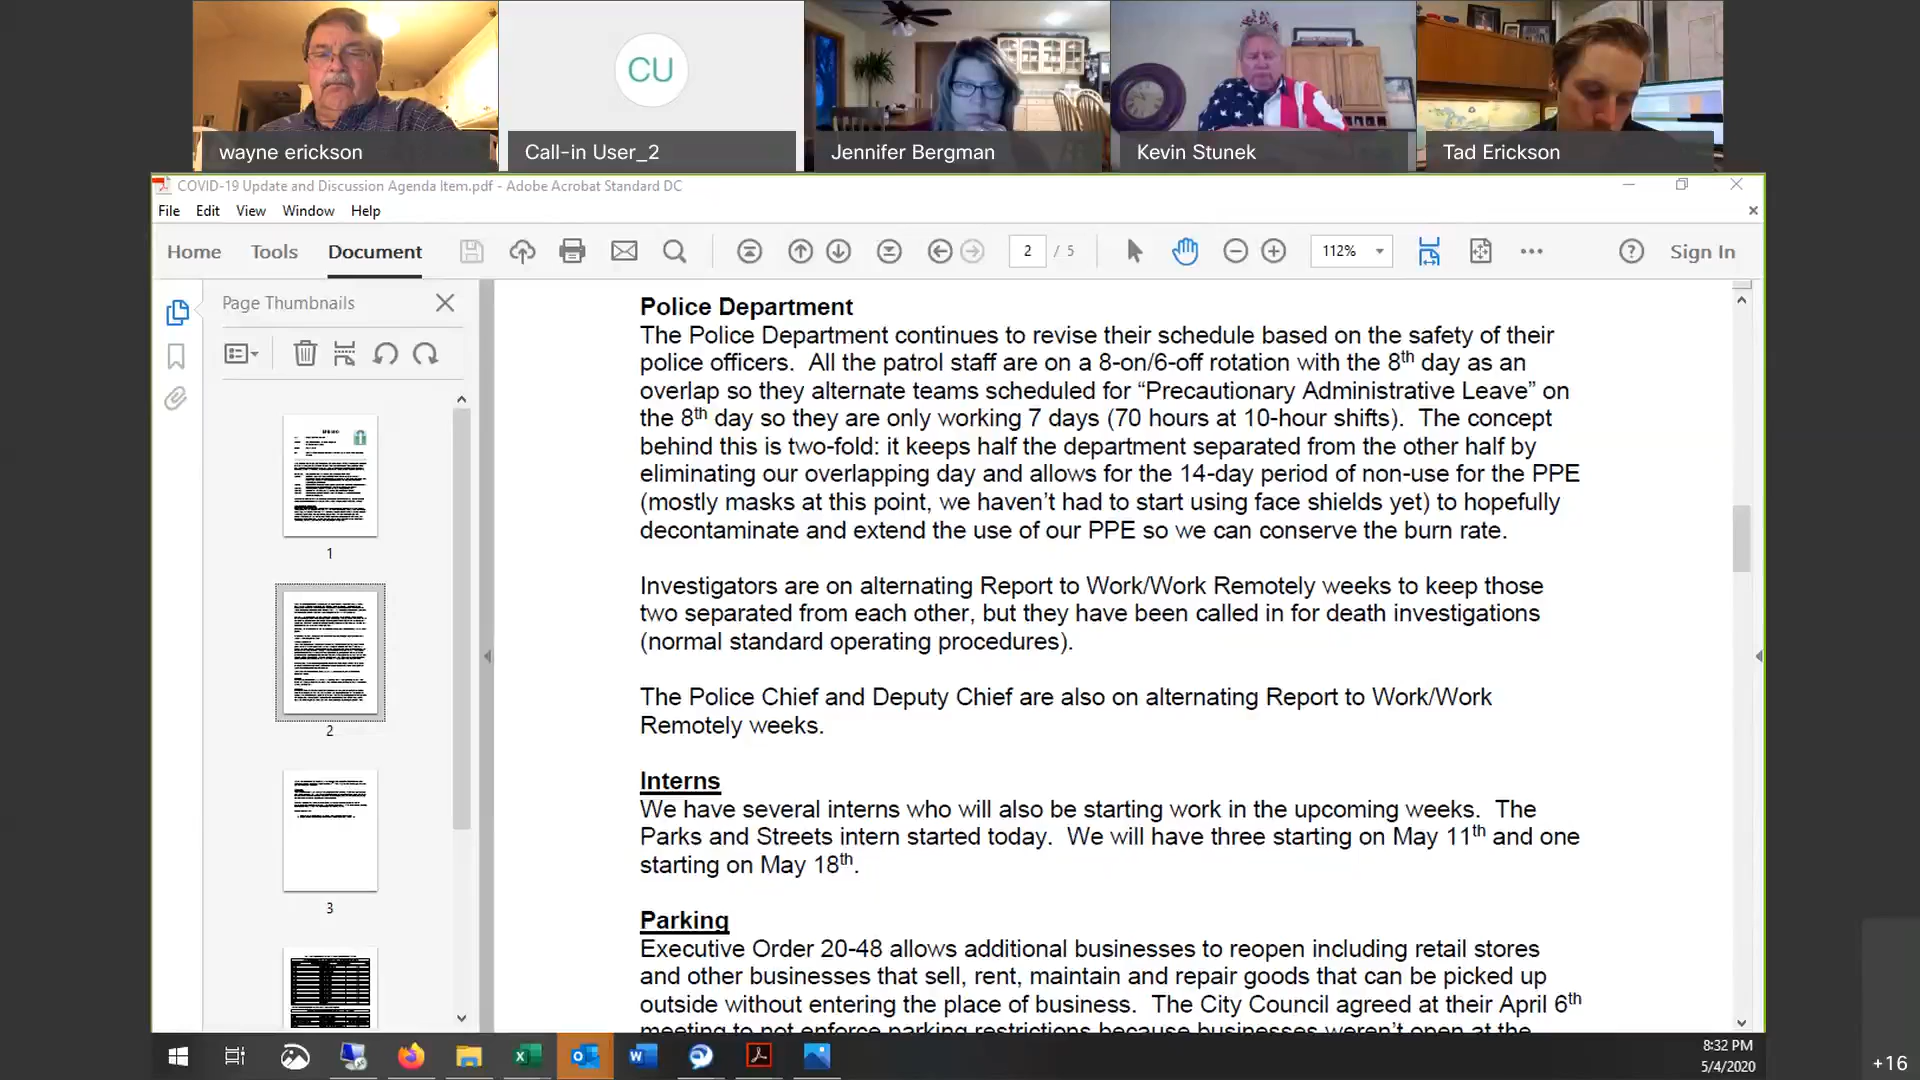 CU
wayne erickson
Call-in User_2
Jennifer Bergman
Kevin Stunek
Tad Erickson
COVID-19 Update and Discussion Agenda Item.pdf - Adobe Acrobat Standard DC
File Edit View Window Help
Home Tools Document 2 / 5 112% Sign In
Page Thumbnails
1
2
3
Police Department
The Police Department continues to revise their schedule based on the safety of their
police officers. All the patrol staff are on a 8-on/6-off rotation with the 8th day as an
overlap so they alternate teams scheduled for “Precautionary Administrative Leave” on
the 8th day so they are only working 7 days (70 hours at 10-hour shifts). The concept
behind this is two-fold: it keeps half the department separated from the other half by
eliminating our overlapping day and allows for the 14-day period of non-use for the PPE
(mostly masks at this point, we haven’t had to start using face shields yet) to hopefully
decontaminate and extend the use of our PPE so we can conserve the burn rate.
Investigators are on alternating Report to Work/Work Remotely weeks to keep those
two separated from each other, but they have been called in for death investigations
(normal standard operating procedures).
The Police Chief and Deputy Chief are also on alternating Report to Work/Work
Remotely weeks.
Interns
We have several interns who will also be starting work in the upcoming weeks. The
Parks and Streets intern started today. We will have three starting on May 11th and one
starting on May 18th.
Parking
Executive Order 20-48 allows additional businesses to reopen including retail stores
and other businesses that sell, rent, maintain and repair goods that can be picked up
outside without entering the place of business. The City Council agreed at their April 6th
meeting to not enforce parking restrictions because businesses weren’t open at the
8:32 PM
5/4/2020
+16